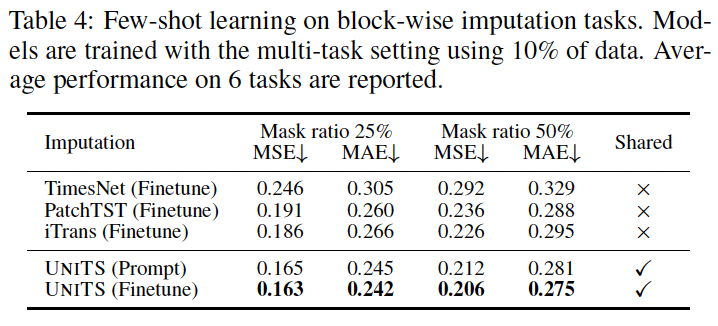 Table 4: Few-shot learning on block-wise imputation tasks. Mod-
els are trained with the multi-task setting using 10% of data. Aver-
age performance on 6 tasks are reported.
Imputation Mask ratio 25% Mask ratio 50% Shared
MSE↓ MAE↓ MSE↓ MAE↓
TimesNet (Finetune) 0.246 0.305 0.292 0.329 ×
PatchTST (Finetune) 0.191 0.260 0.236 0.288 ×
iTrans (Finetune) 0.186 0.266 0.226 0.295 ×
UNITS (Prompt) 0.165 0.245 0.212 0.281 ✓
UNITS (Finetune) 0.163 0.242 0.206 0.275 ✓